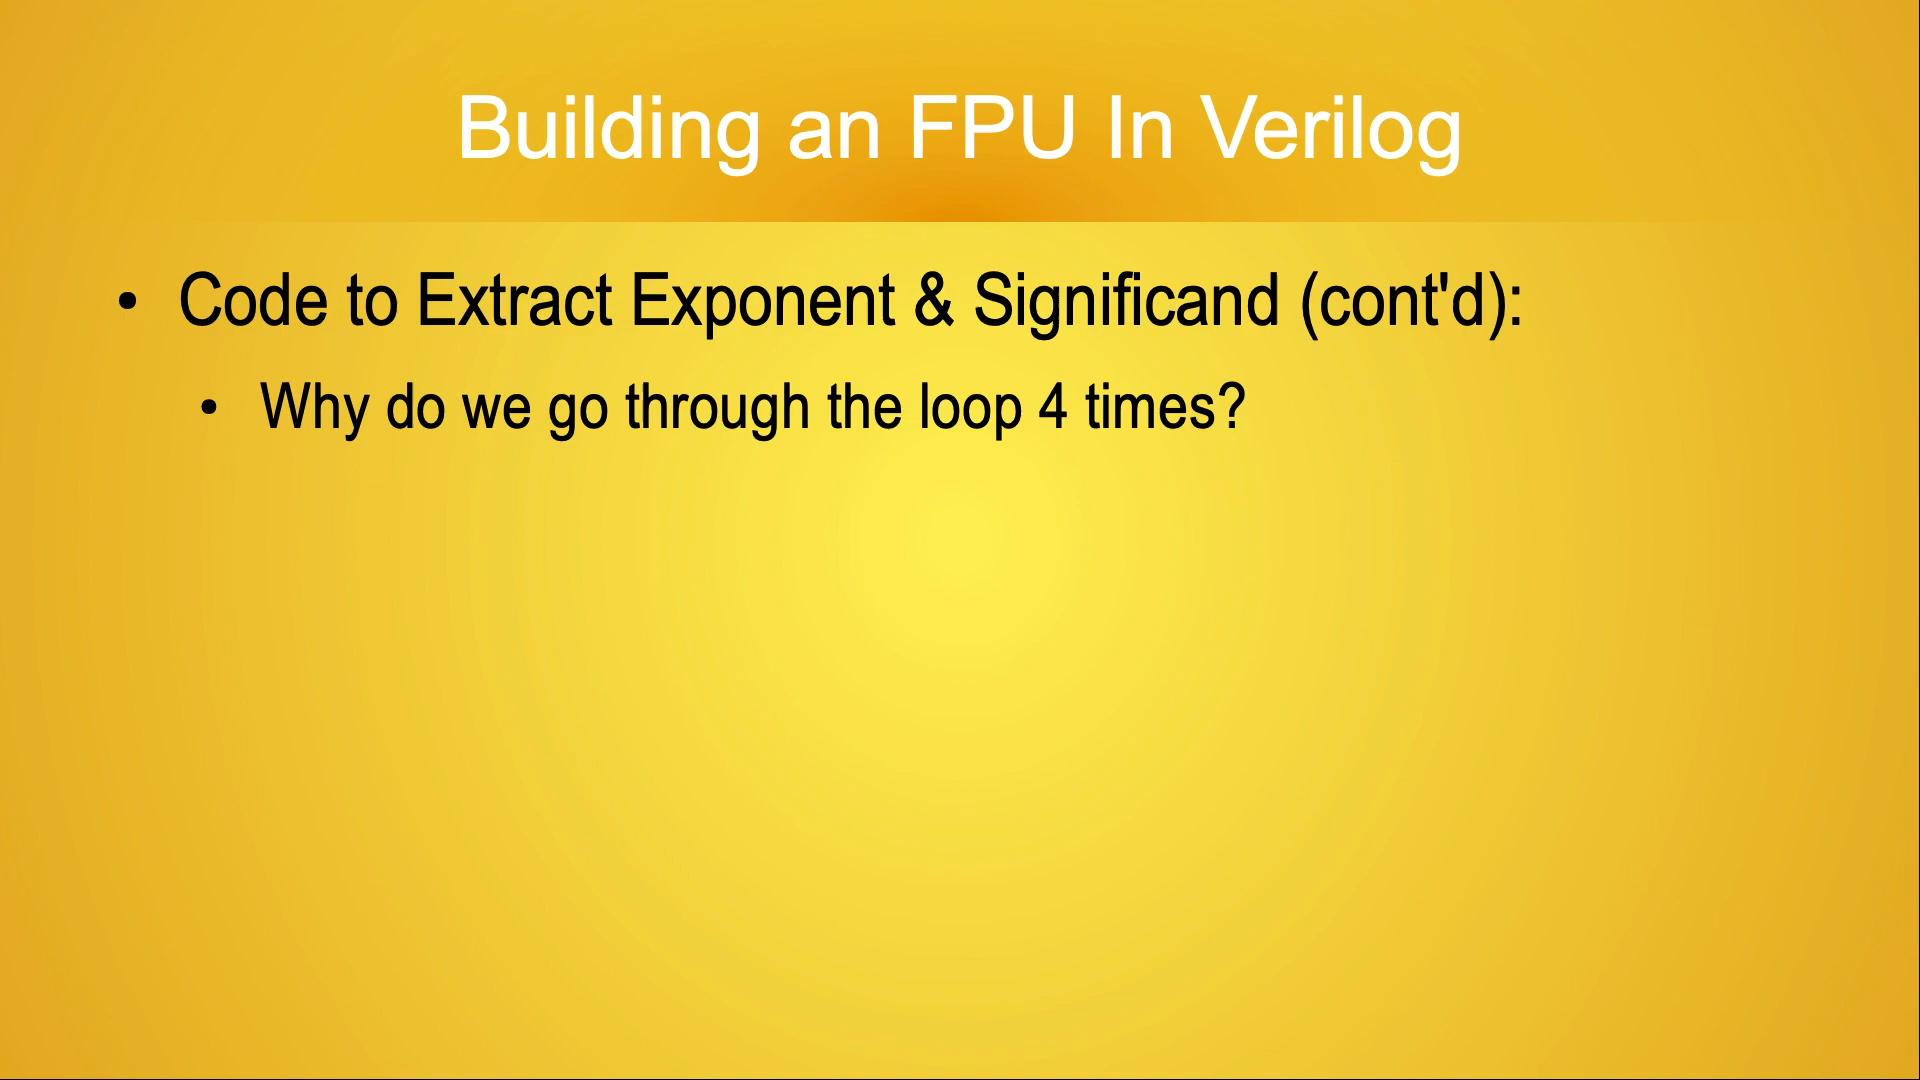 Building an FPU In Verilog
• Code to Extract Exponent & Significand (cont'd):
• Why do we go through the loop 4 times?